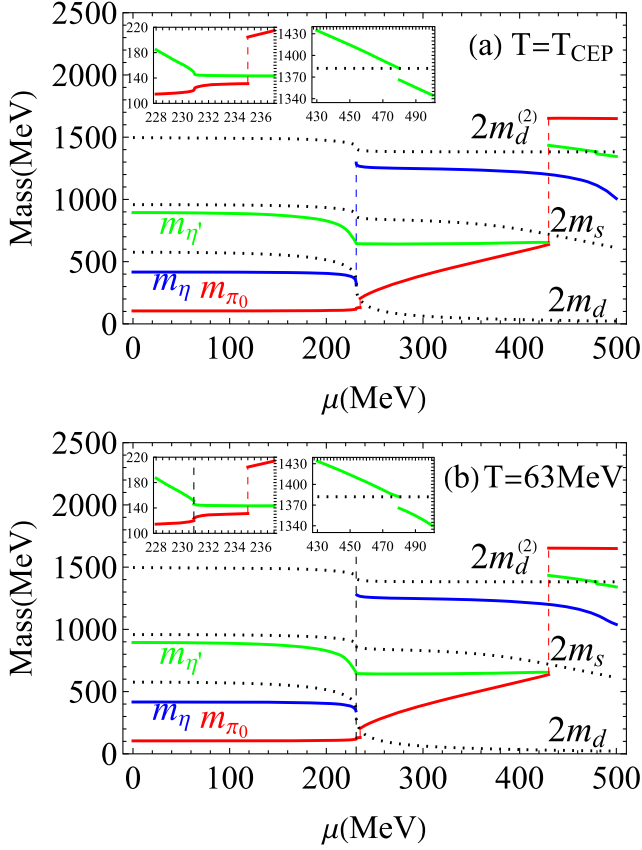 (a) T=T_CEP
Mass(MeV)
2500
2000
1500
1000
500
0
220
180
140
100
228 230 232 234 236
1430
1400
1370
1340
430 450 470 490
2m_d^(2)
m_η'
2m_s
m_η m_π0
2m_d
0 100 200 300 400 500
μ(MeV)
(b) T=63MeV
Mass(MeV)
2500
2000
1500
1000
500
0
220
180
140
100
228 230 232 234 236
1430
1400
1370
1340
430 450 470 490
2m_d^(2)
m_η'
2m_s
m_η m_π0
2m_d
0 100 200 300 400 500
μ(MeV)